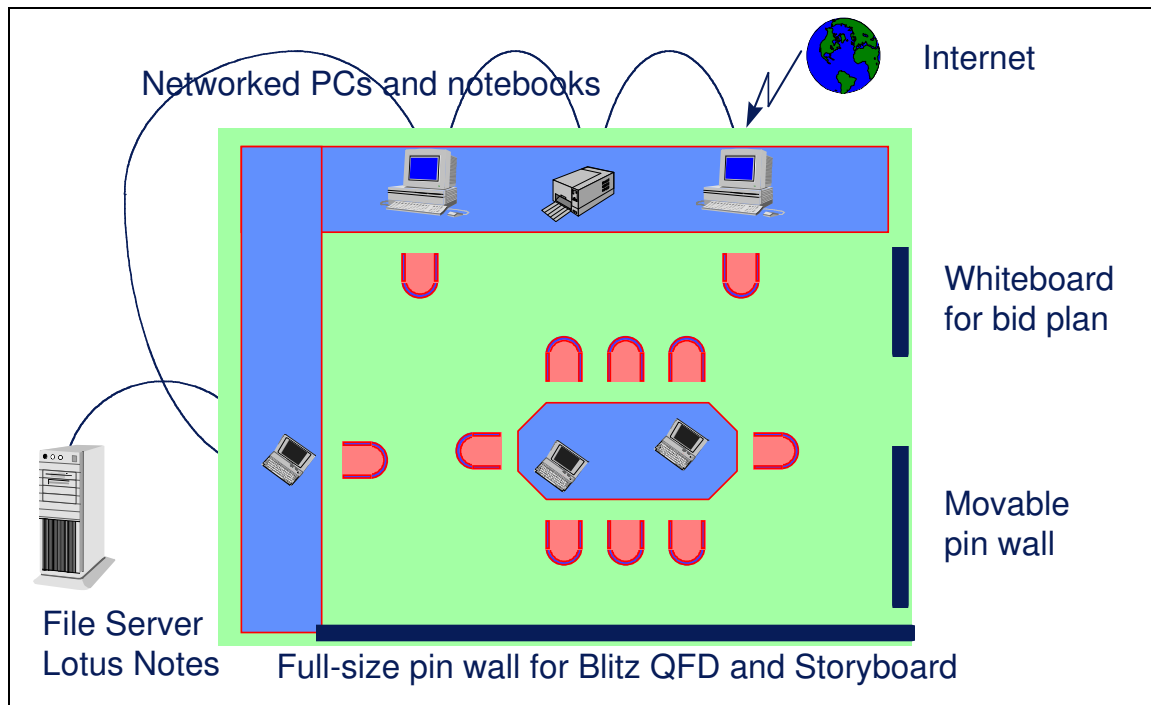 Internet
Networked PCs and notebooks
Whiteboard
for bid plan
Movable
pin wall
File Server
Lotus Notes
Full-size pin wall for Blitz QFD and Storyboard